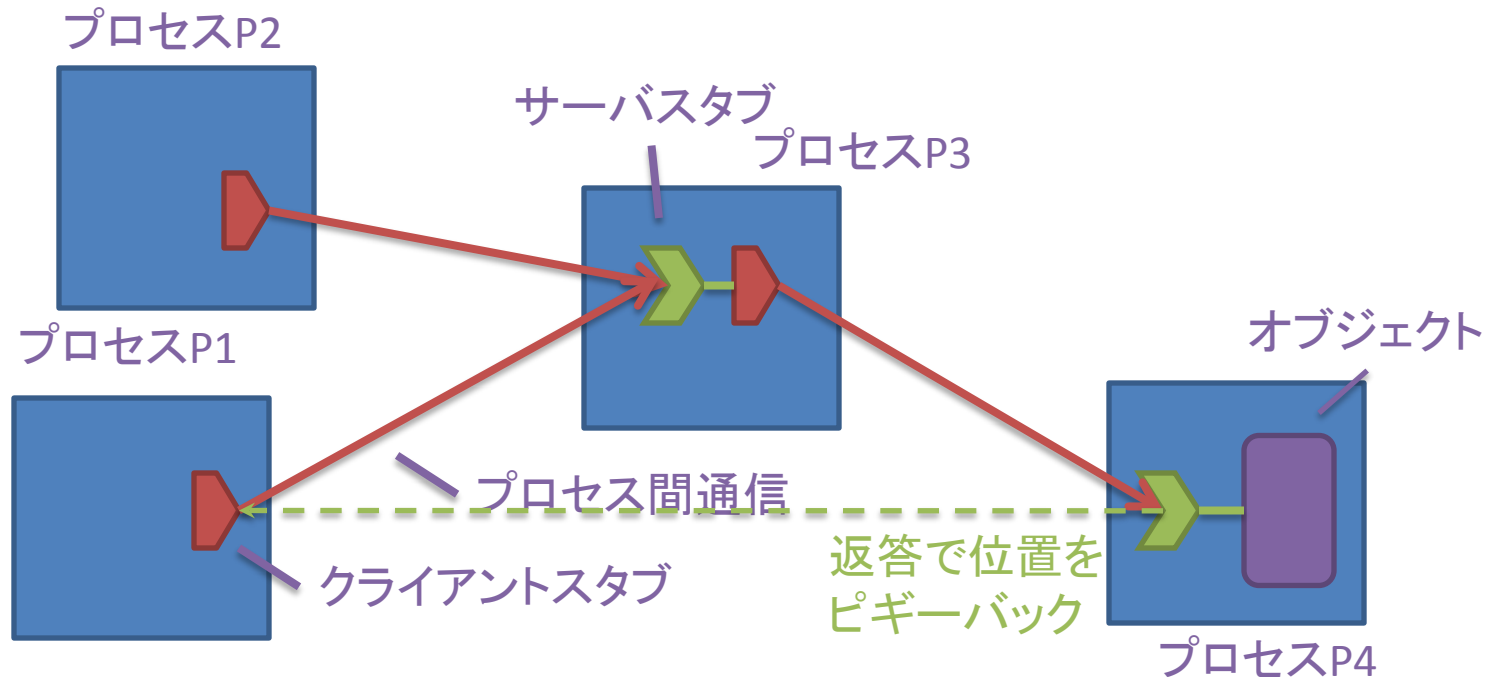 プロセスP2
サーバスタブ
プロセスP3
プロセスP1
オブジェクト
プロセス間通信
返答で位置を
ピギーバック
クライアントスタブ
プロセスP4